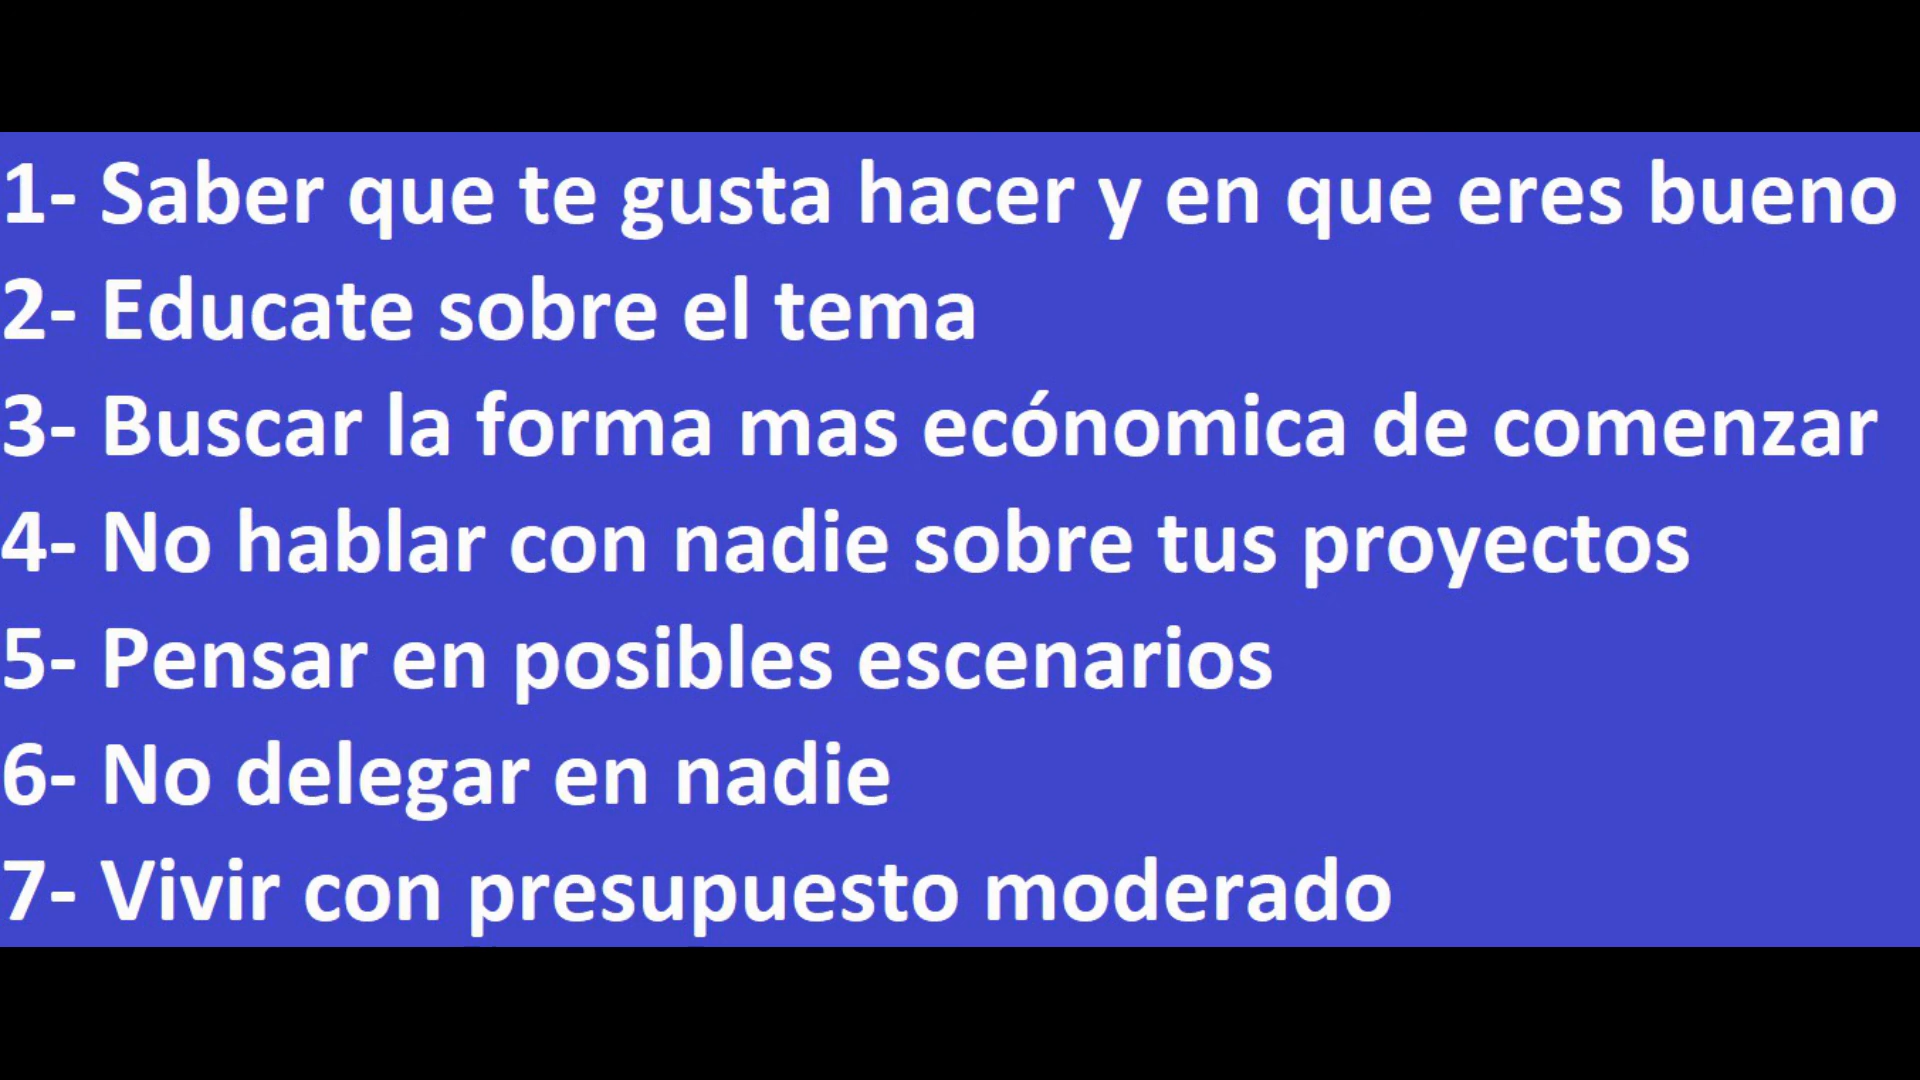 1- Saber que te gusta hacer y en que eres bueno
2- Educate sobre el tema
3- Buscar la forma mas ecónomica de comenzar
4- No hablar con nadie sobre tus proyectos
5- Pensar en posibles escenarios
6- No delegar en nadie
7- Vivir con presupuesto moderado